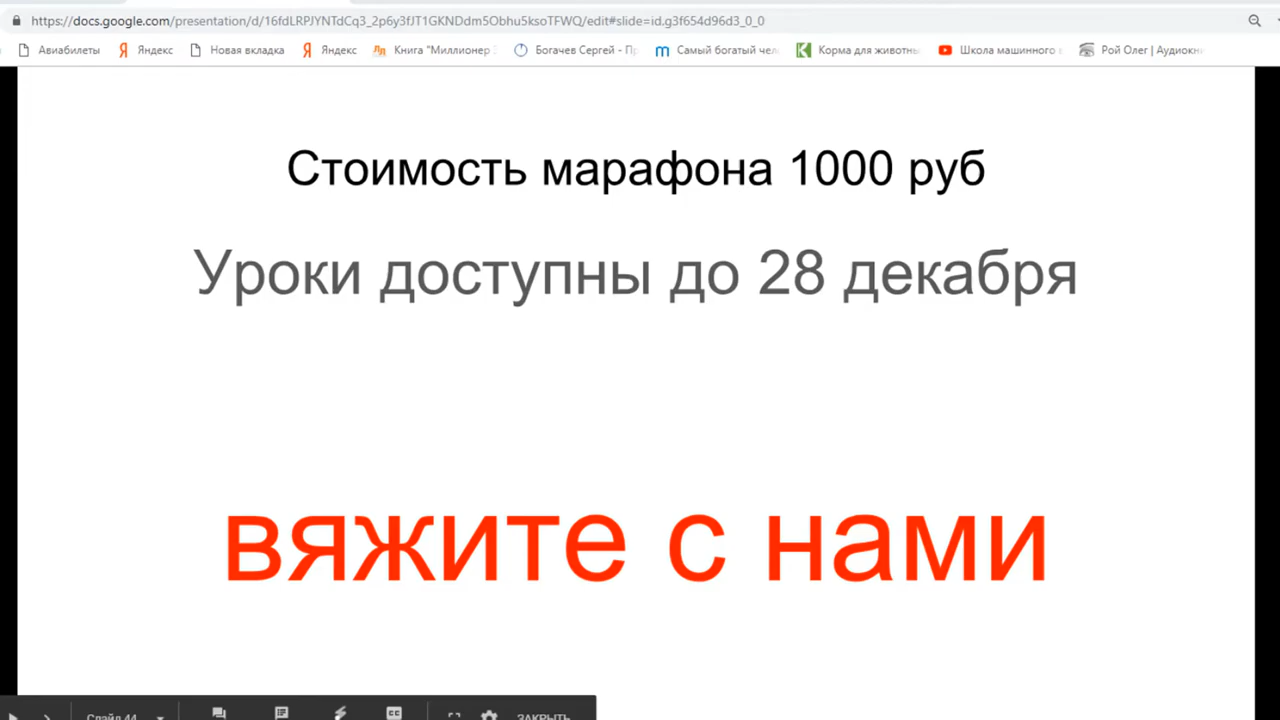 https://docs.google.com/presentation/d/16fdLRPJYNTdCq3_2p6y3fJT1GKNDdm5Obhu5ksoTFWQ/edit#slide=id.g3f654d96d3_0_0
Авиабилеты Яндекс Новая вкладка Яндекс Книга "Миллионер Богачев Сергей - Пр Самый богатый чел Корма для животны Школа машинного Рой Олег | Аудиокни
Стоимость марафона 1000 руб
Уроки доступны до 28 декабря
вяжите с нами
Слайд 44 ЗАКРЫТЬ